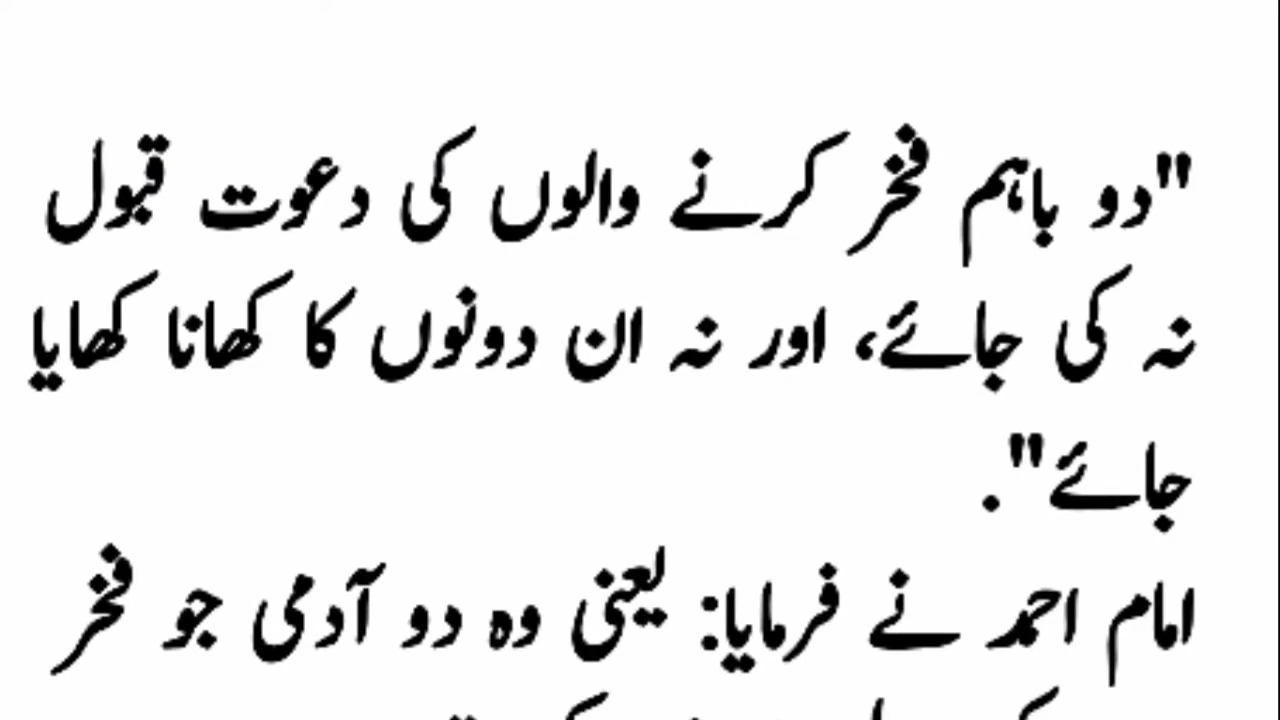 "دو باہم فخر کرنے والوں کی دعوت قبول
نہ کی جائے، اور نہ ان دونوں کا کھانا کھایا
جائے".
امام احمد نے فرمایا: یعنی وہ دو آدمی جو فخر